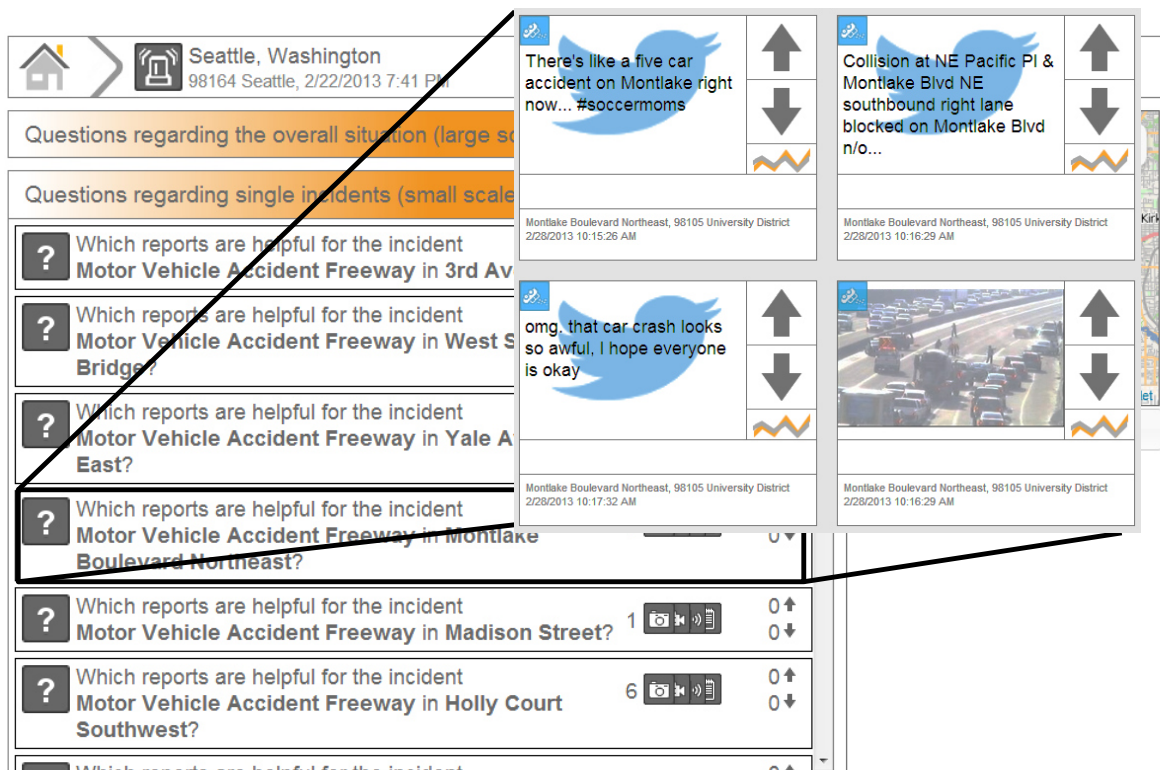 Seattle, Washington
98164 Seattle, 2/22/2013 7:41 PM
Questions regarding the overall situation (large
Questions regarding single incidents (small scale
?
Which reports are helpful for the incident
Motor Vehicle Accident Freeway in 3rd
?
Which reports are helpful for the incident
Motor Vehicle Accident Freeway in West
Bridge?
?
Which reports are helpful for the incident
Motor Vehicle Accident Freeway in Yale
East?
?
Which reports are helpful for the incident
Motor Vehicle Accident Freeway in Montlake
Boulevard Northeast?
0
?
Which reports are helpful for the incident
Motor Vehicle Accident Freeway in Madison Street?
1
0
0
?
Which reports are helpful for the incident
Motor Vehicle Accident Freeway in Holly Court
Southwest?
6
0
0
Which reports are helpful for the incident
There's like a five car
accident on Montlake right
now... #soccermoms
Montlake Boulevard Northeast, 98105 University District
2/28/2013 10:15:26 AM
Collision at NE Pacific Pl &
Montlake Blvd NE
southbound right lane
blocked on Montlake Blvd
n/o...
Montlake Boulevard Northeast, 98105 University District
2/28/2013 10:16:29 AM
omg, that car crash looks
so awful, I hope everyone
is okay
Montlake Boulevard Northeast, 98105 University District
2/28/2013 10:17:32 AM
Montlake Boulevard Northeast, 98105 University District
2/28/2013 10:16:29 AM